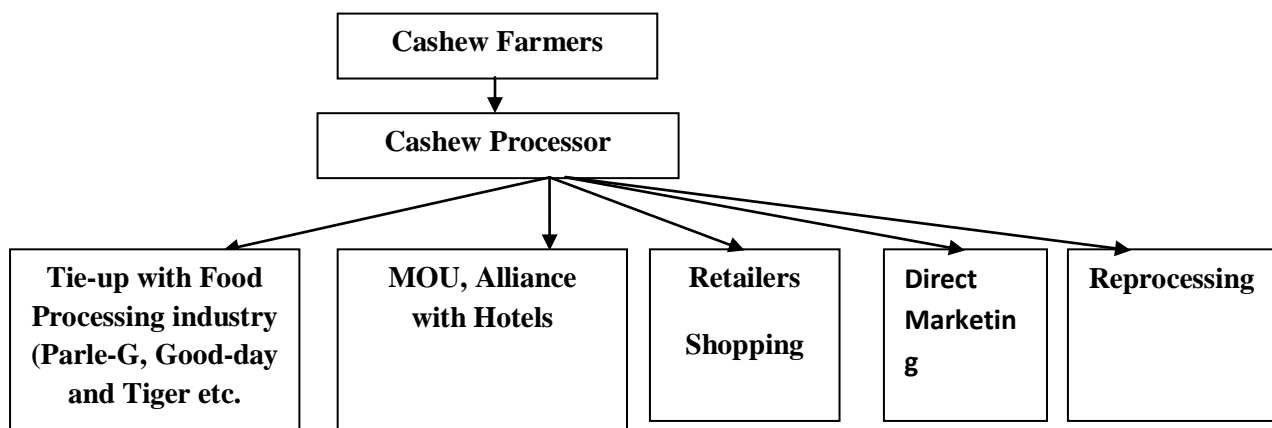 Cashew Farmers
Cashew Processor
Tie-up with Food
Processing industry
(Parle-G, Good-day
and Tiger etc.
MOU, Alliance
with Hotels
Retailers
Shopping
Direct
Marketin
g
Reprocessing